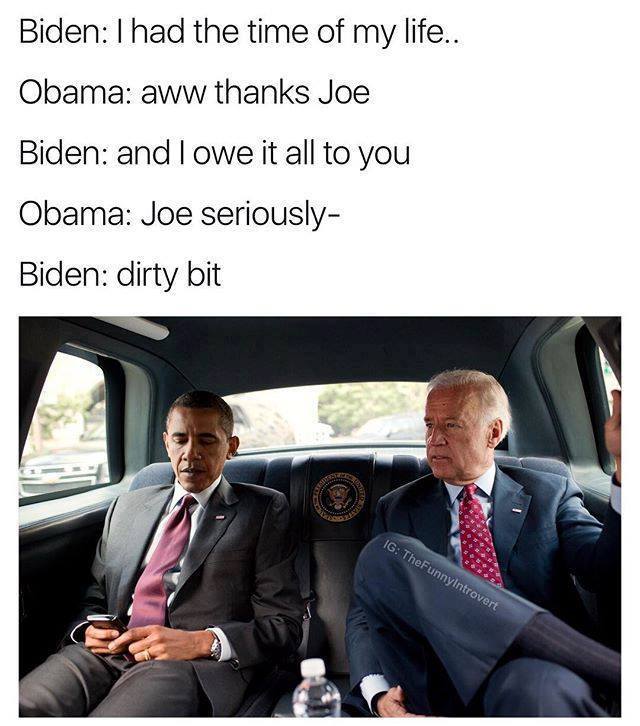 Biden: I had the time of my life..
Obama: aww thanks Joe
Biden: and I owe it all to you
Obama: Joe seriously-
Biden: dirty bit
IG: TheFunnyIntrovert